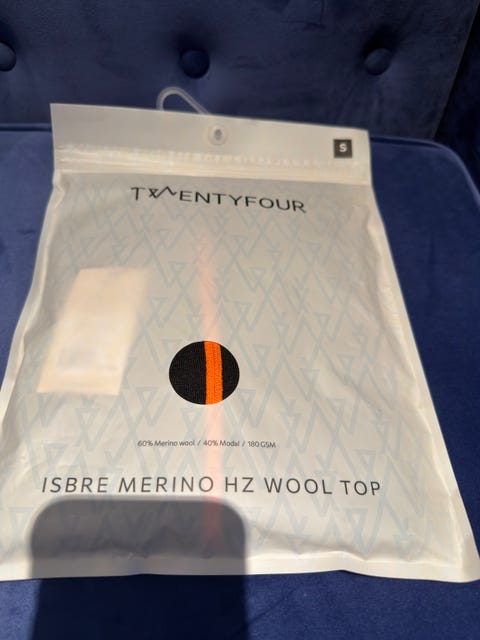 S
TWENTYFOUR
60% Merino wool / 40% Modal / 180 GSM
ISBRE MERINO HZ WOOL TOP